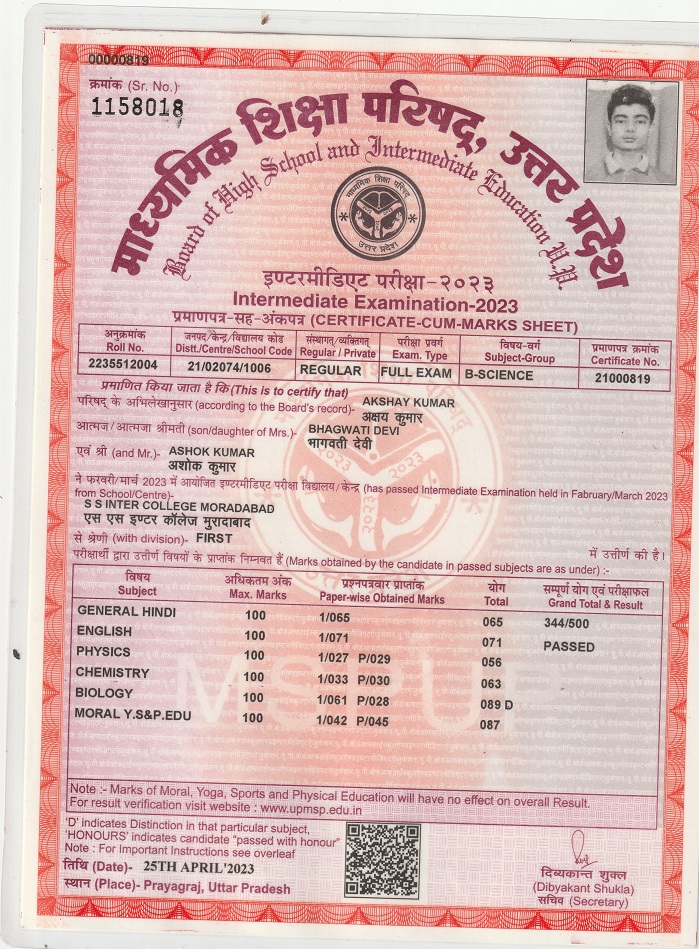 00000819
क्रमांक (Sr. No.)
1158018
माध्यमिक शिक्षा परिषद्, उत्तर प्रदेश
Board of High School and Intermediate Education U.P.
माध्यमिक शिक्षा परिषद
उत्तर प्रदेश
इण्टरमीडिएट परीक्षा-२०२३
Intermediate Examination-2023
प्रमाणपत्र-सह-अंकपत्र (CERTIFICATE-CUM-MARKS SHEET)
अनुक्रमांक जनपद/केन्द्र/विद्यालय कोड संस्थागत/व्यक्तिगत परीक्षा प्रवर्ग विषय-वर्ग प्रमाणपत्र क्रमांक
Roll No. Distt./Centre/School Code Regular / Private Exam. Type Subject-Group Certificate No.
2235512004 21/02074/1006 REGULAR FULL EXAM B-SCIENCE 21000819
प्रमाणित किया जाता है कि (This is to certify that)
परिषद् के अभिलेखानुसार (according to the Board's record)- AKSHAY KUMAR
अक्षय कुमार
आत्मज/आत्मजा श्रीमती (son/daughter of Mrs.)- BHAGWATI DEVI
भागवती देवी
एवं श्री (and Mr.)- ASHOK KUMAR
अशोक कुमार
ने फरवरी/मार्च 2023 में आयोजित इण्टरमीडिएट परीक्षा विद्यालय/केन्द्र (has passed Intermediate Examination held in Fabruary/March 2023
from School/Centre)-
S S INTER COLLEGE MORADABAD
एस एस इण्टर कॉलेज मुरादाबाद
से श्रेणी (with division)- FIRST में उत्तीर्ण की है।
परीक्षार्थी द्वारा उत्तीर्ण विषयों के प्राप्तांक निम्नवत हैं (Marks obtained by the candidate in passed subjects are as under) :-
विषय अधिकतम अंक प्रश्नपत्रवार प्राप्तांक योग सम्पूर्ण योग एवं परीक्षाफल
Subject Max. Marks Paper-wise Obtained Marks Total Grand Total & Result
GENERAL HINDI 100 1/065 065 344/500
ENGLISH 100 1/071 071 PASSED
PHYSICS 100 1/027 P/029 056
CHEMISTRY 100 1/033 P/030 063
BIOLOGY 100 1/061 P/028 089 D
MORAL Y.S&P.EDU 100 1/042 P/045 087
MSPUP
Note :- Marks of Moral, Yoga, Sports and Physical Education will have no effect on overall Result.
For result verification visit website : www.upmsp.edu.in
'D' indicates Distinction in that particular subject,
'HONOURS' indicates candidate "passed with honour"
Note : For Important Instructions see overleaf
तिथि (Date)- 25TH APRIL'2023
स्थान (Place)- Prayagraj, Uttar Pradesh
दिब्यकान्त शुक्ल
(Dibyakant Shukla)
सचिव (Secretary)